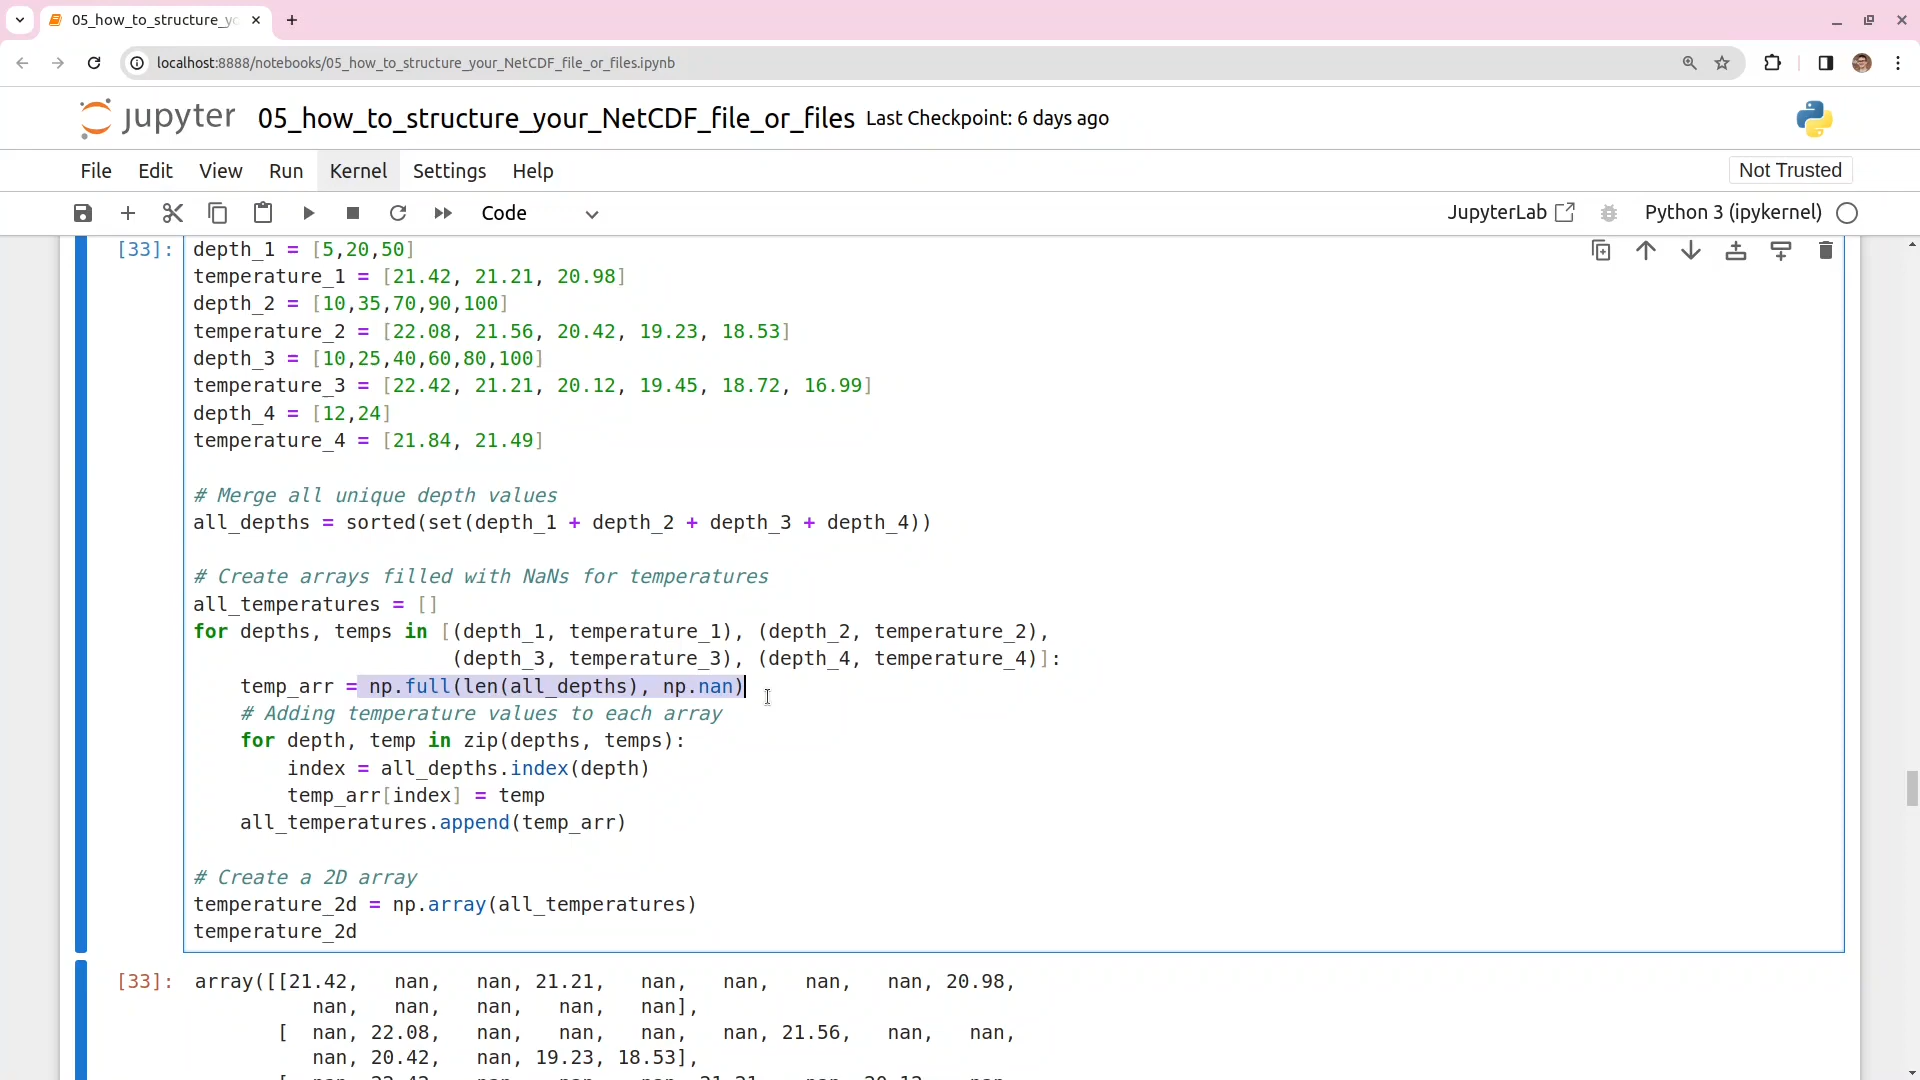 05_how_to_structure_yo
localhost:8888/notebooks/05_how_to_structure_your_NetCDF_file_or_files.ipynb
jupyter 05_how_to_structure_your_NetCDF_file_or_files Last Checkpoint: 6 days ago
File Edit View Run Kernel Settings Help Not Trusted
Code JupyterLab Python 3 (ipykernel)
[33]: depth_1 = [5,20,50]
temperature_1 = [21.42, 21.21, 20.98]
depth_2 = [10,35,70,90,100]
temperature_2 = [22.08, 21.56, 20.42, 19.23, 18.53]
depth_3 = [10,25,40,60,80,100]
temperature_3 = [22.42, 21.21, 20.12, 19.45, 18.72, 16.99]
depth_4 = [12,24]
temperature_4 = [21.84, 21.49]
# Merge all unique depth values
all_depths = sorted(set(depth_1 + depth_2 + depth_3 + depth_4))
# Create arrays filled with NaNs for temperatures
all_temperatures = []
for depths, temps in [(depth_1, temperature_1), (depth_2, temperature_2),
(depth_3, temperature_3), (depth_4, temperature_4)]:
temp_arr = np.full(len(all_depths), np.nan)
# Adding temperature values to each array
for depth, temp in zip(depths, temps):
index = all_depths.index(depth)
temp_arr[index] = temp
all_temperatures.append(temp_arr)
# Create a 2D array
temperature_2d = np.array(all_temperatures)
temperature_2d
[33]: array([[21.42, nan, nan, 21.21, nan, nan, nan, nan, 20.98,
nan, nan, nan, nan, nan],
[ nan, 22.08, nan, nan, nan, nan, 21.56, nan, nan,
nan, 20.42, nan, 19.23, 18.53],